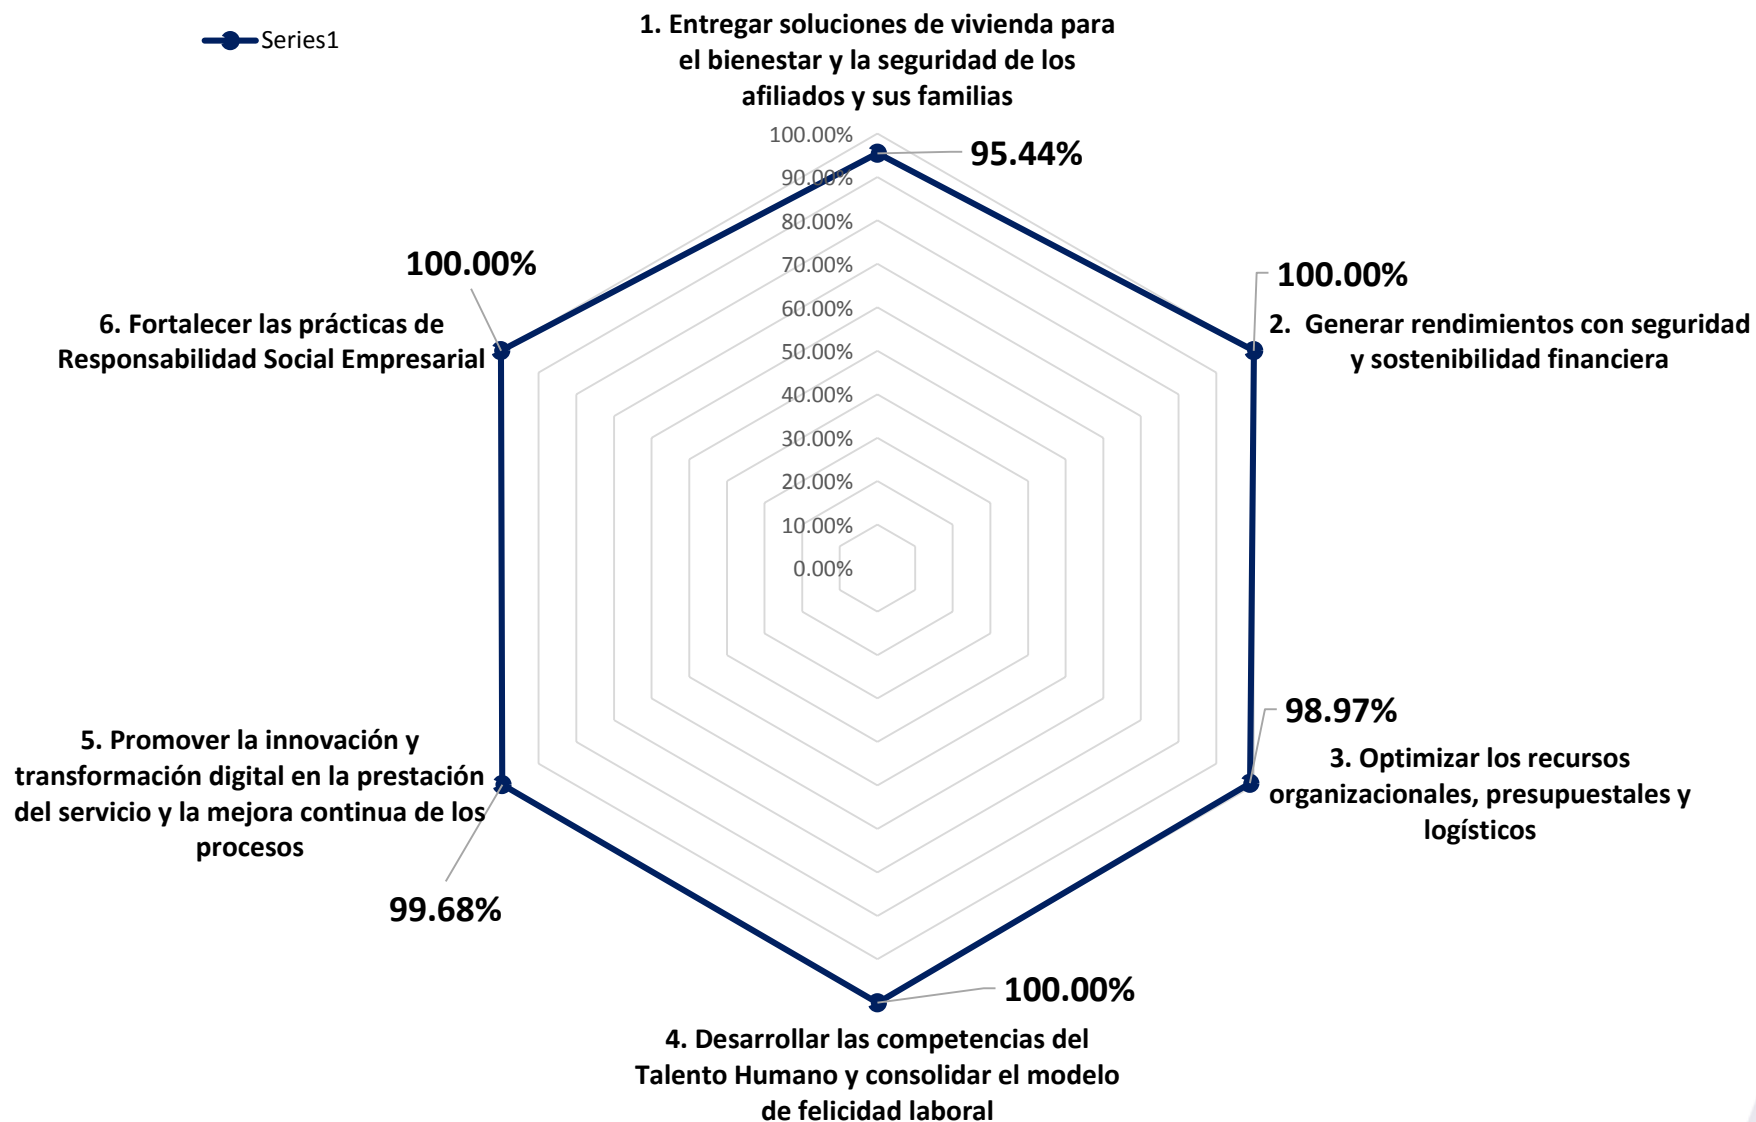 Series1
1. Entregar soluciones de vivienda para
el bienestar y la seguridad de los
afiliados y sus familias
95.44%
100.00%
90.00%
80.00%
70.00%
60.00%
50.00%
40.00%
30.00%
20.00%
10.00%
0.00%
100.00%
2.  Generar rendimientos con seguridad
y sostenibilidad financiera
98.97%
3. Optimizar los recursos
organizacionales, presupuestales y
logísticos
100.00%
4. Desarrollar las competencias del
Talento Humano y consolidar el modelo
de felicidad laboral
5. Promover la innovación y
transformación digital en la prestación
del servicio y la mejora continua de los
procesos
99.68%
100.00%
6. Fortalecer las prácticas de
Responsabilidad Social Empresarial